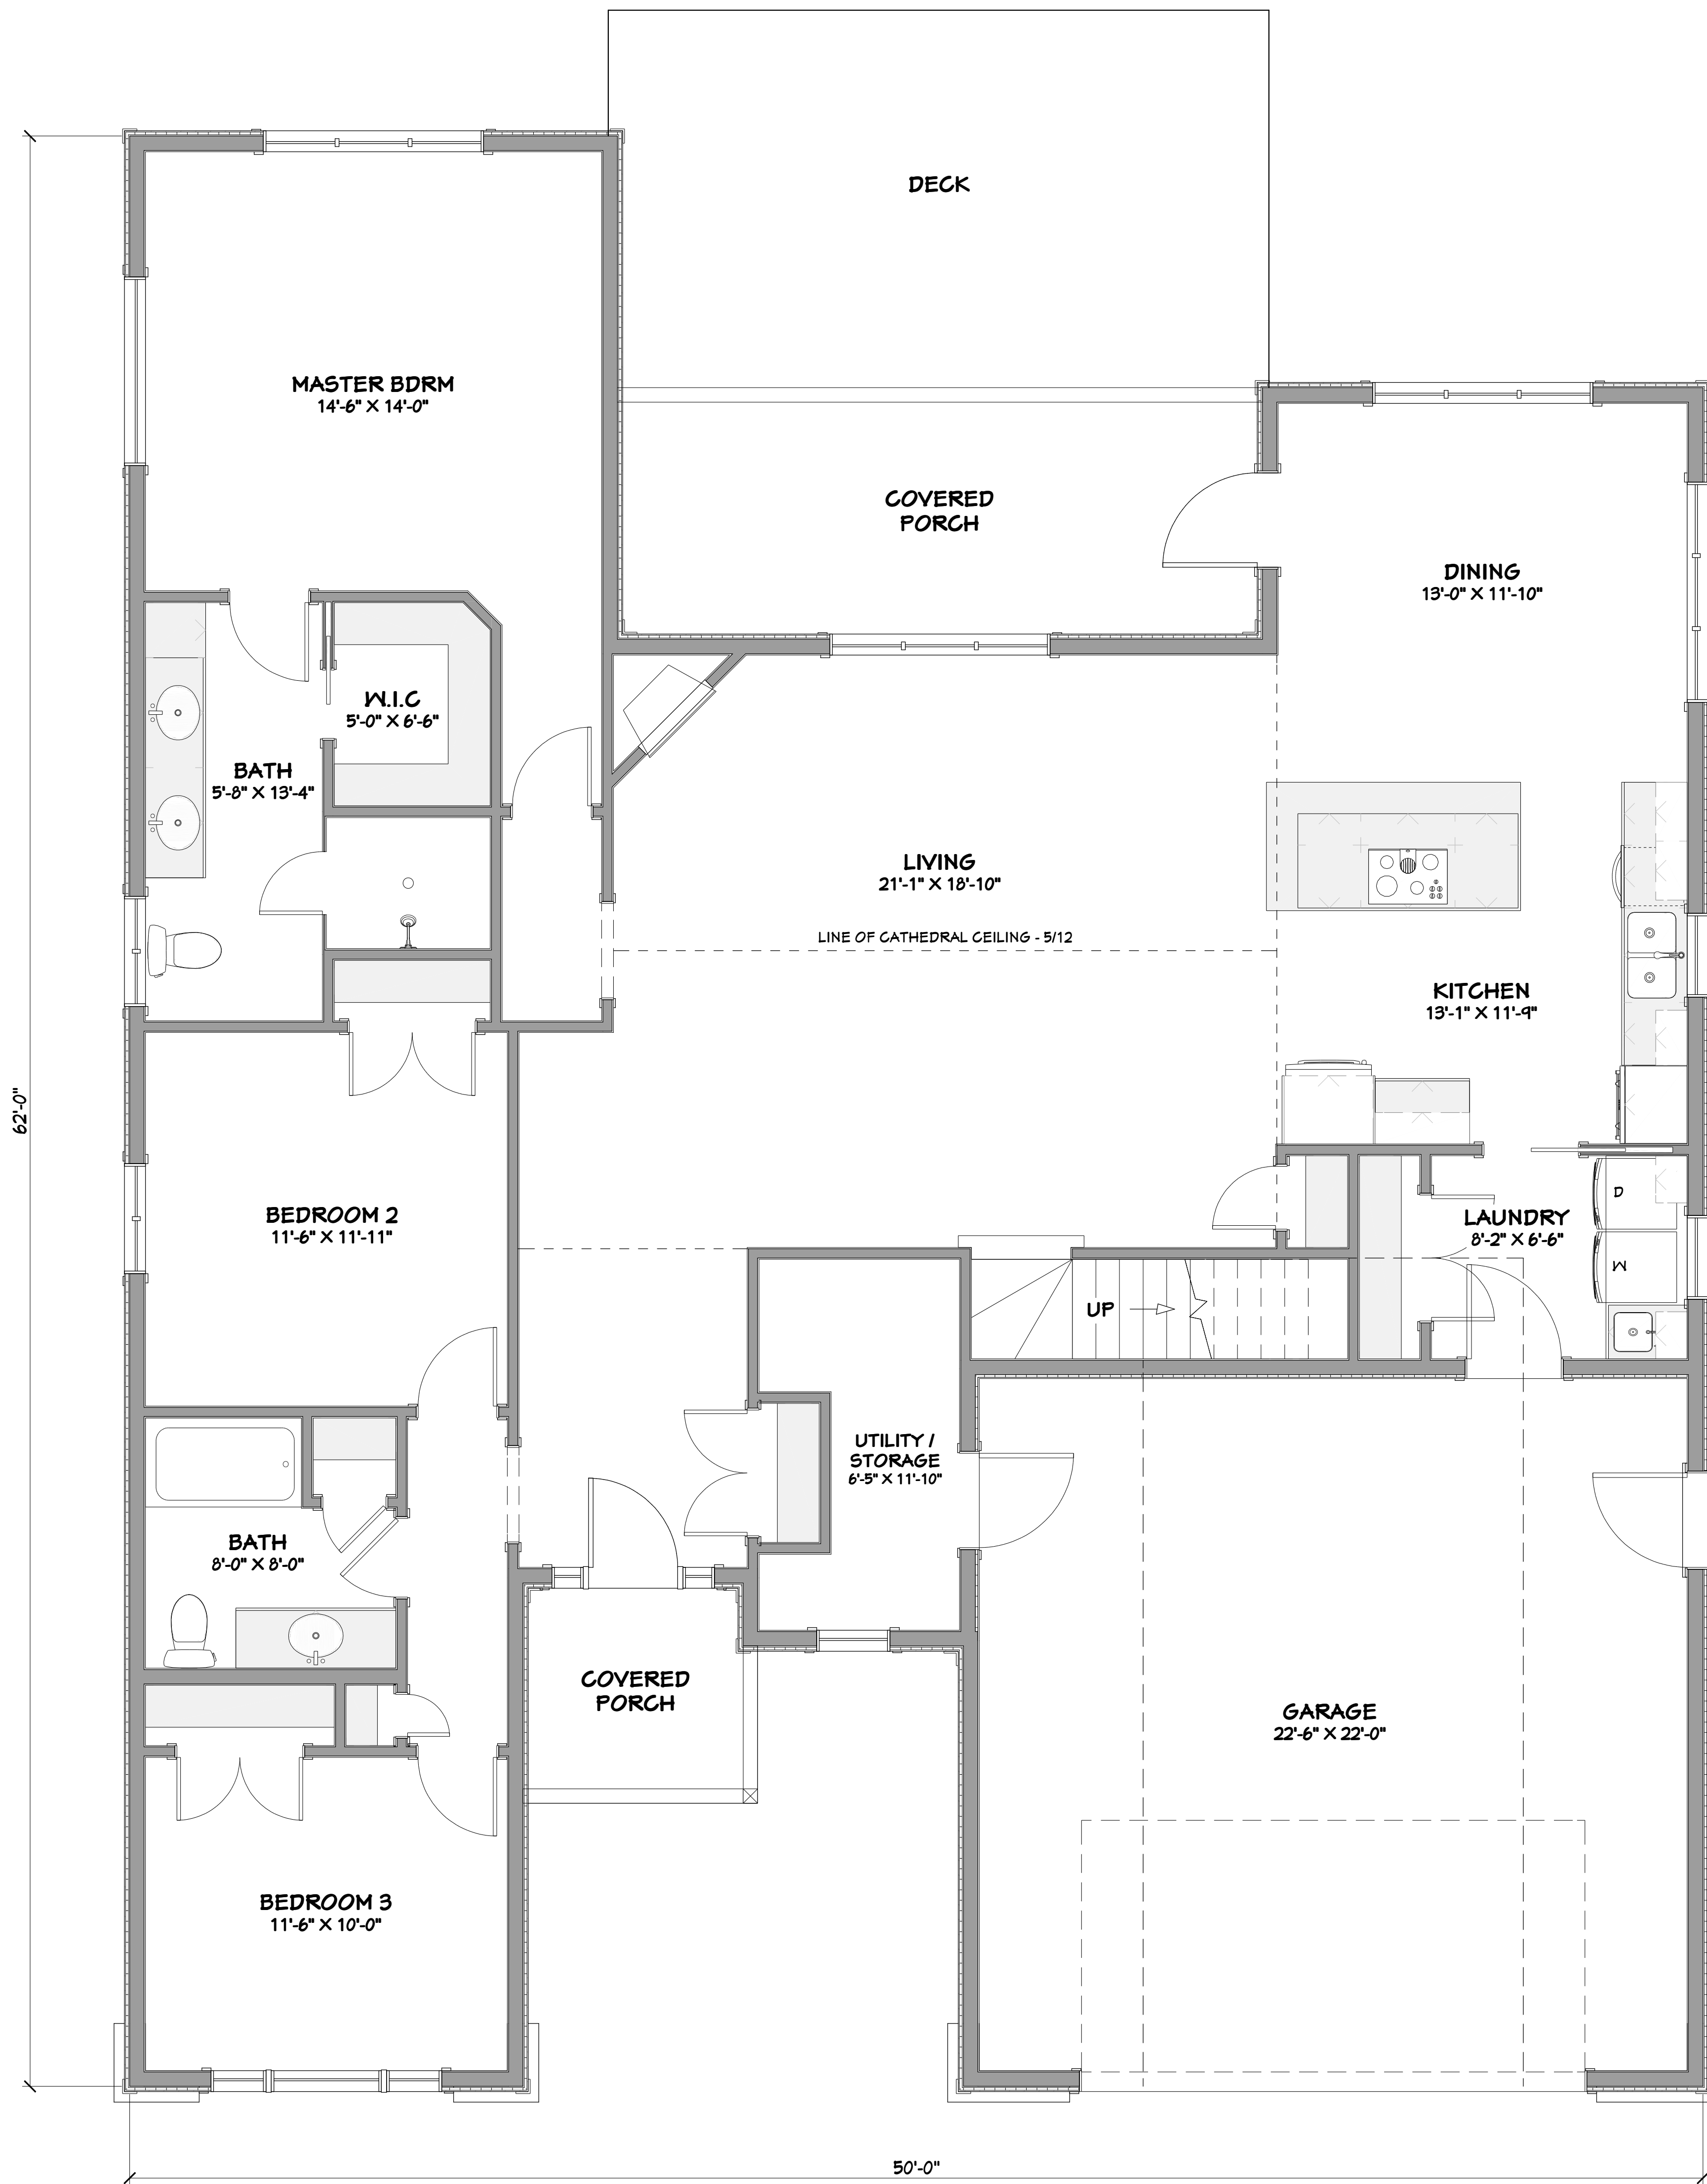 DECK
MASTER BDRM
14'-6" X 14'-0"
COVERED
PORCH
DINING
13'-0" X 11'-10"
W.I.C
5'-0" X 6'-6"
BATH
5'-8" X 13'-4"
LIVING
21'-1" X 18'-10"
LINE OF CATHEDRAL CEILING - 5/12
KITCHEN
13'-1" X 11'-9"
62'-0"
BEDROOM 2
11'-6" X 11'-11"
D
LAUNDRY
8'-2" X 6'-6"
W
UP
UTILITY /
STORAGE
6'-5" X 11'-10"
BATH
8'-0" X 8'-0"
COVERED
PORCH
GARAGE
22'-6" X 22'-0"
BEDROOM 3
11'-6" X 10'-0"
50'-0"